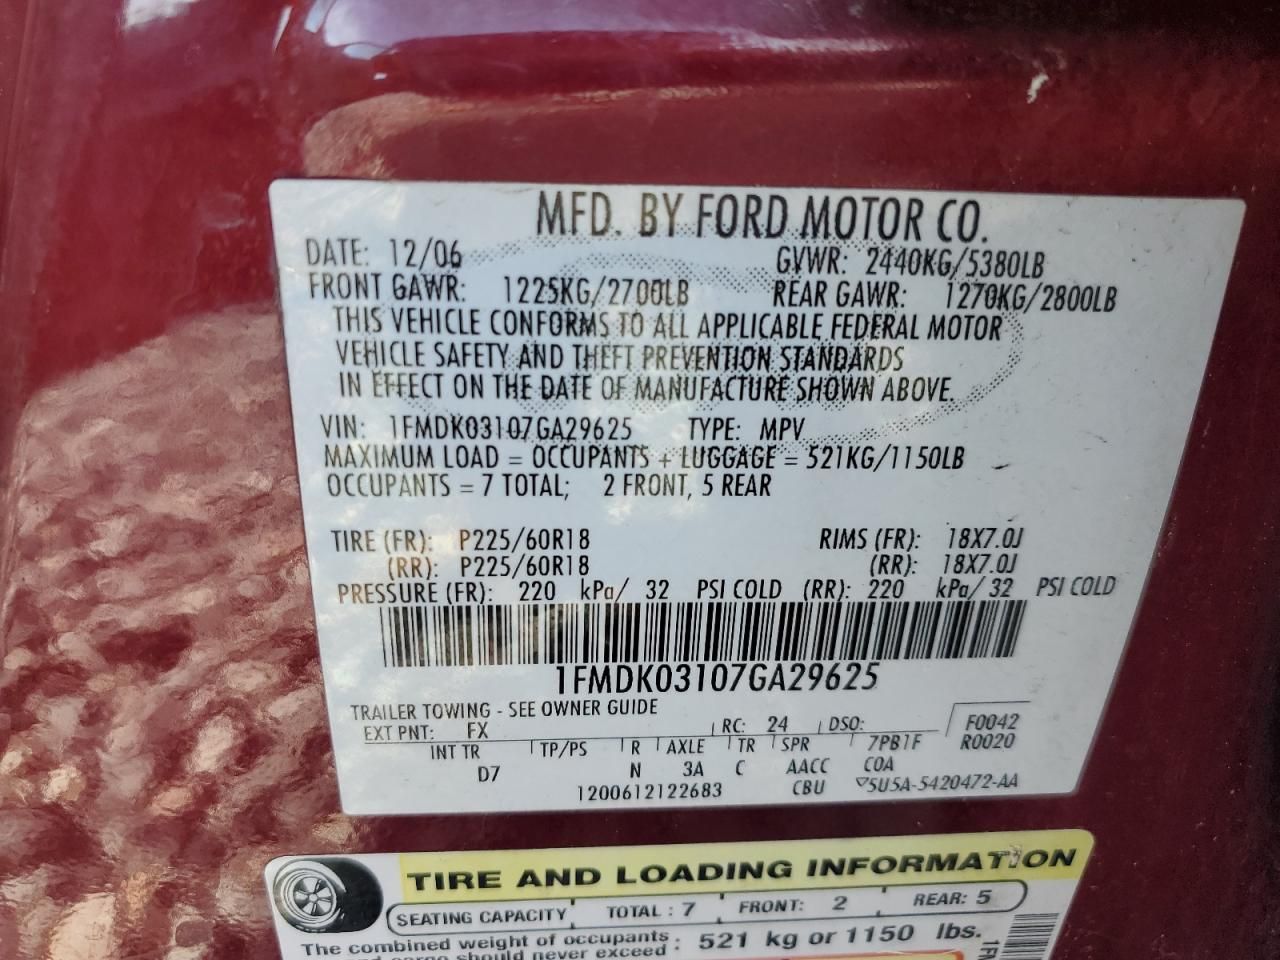 MFD. BY FORD MOTOR CO.
DATE: 12/06 GVWR: 2440KG/5380LB
FRONT GAWR: 1225KG/2700LB REAR GAWR: 1270KG/2800LB
THIS VEHICLE CONFORMS TO ALL APPLICABLE FEDERAL MOTOR
VEHICLE SAFETY AND THEFT PREVENTION STANDARDS
IN EFFECT ON THE DATE OF MANUFACTURE SHOWN ABOVE.
VIN: 1FMDK03107GA29625 TYPE: MPV
MAXIMUM LOAD = OCCUPANTS + LUGGAGE = 521KG/1150LB
OCCUPANTS = 7 TOTAL; 2 FRONT, 5 REAR
TIRE (FR): P225/60R18 RIMS (FR): 18X7.0J
(RR): P225/60R18 (RR): 18X7.0J
PRESSURE (FR): 220 kPa/ 32 PSI COLD (RR): 220 kPa/ 32 PSI COLD
1FMDK03107GA29625
TRAILER TOWING - SEE OWNER GUIDE
EXT PNT: FX RC: 24 DSO: F0042
INT TR TP/PS R AXLE TR SPR 7PB1F R0020
D7 N 3A C AACC COA
1200612122683 CBU ▽5U5A-5420472-AA
TIRE AND LOADING INFORMATION
SEATING CAPACITY TOTAL : 7 FRONT: 2 REAR: 5
The combined weight of occupants : 521 kg or 1150 lbs.
and cargo should never exceed :